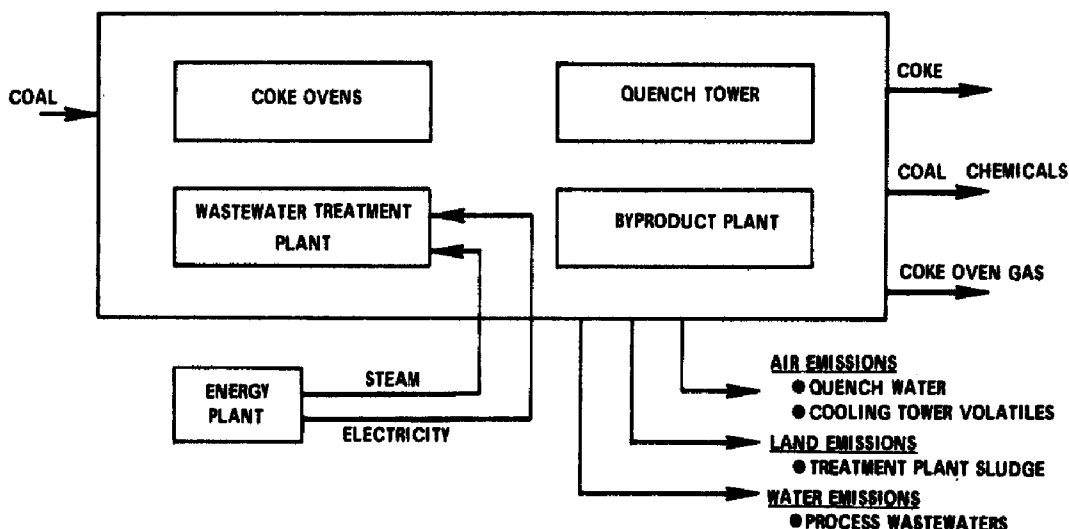 COAL
COKE OVENS
QUENCH TOWER
COKE
COAL CHEMICALS
WASTEWATER TREATMENT
PLANT
BYPRODUCT PLANT
COKE OVEN GAS
ENERGY
PLANT
STEAM
ELECTRICITY
AIR EMISSIONS
● QUENCH WATER
● COOLING TOWER VOLATILES
LAND EMISSIONS
● TREATMENT PLANT SLUDGE
WATER EMISSIONS
● PROCESS WASTEWATERS